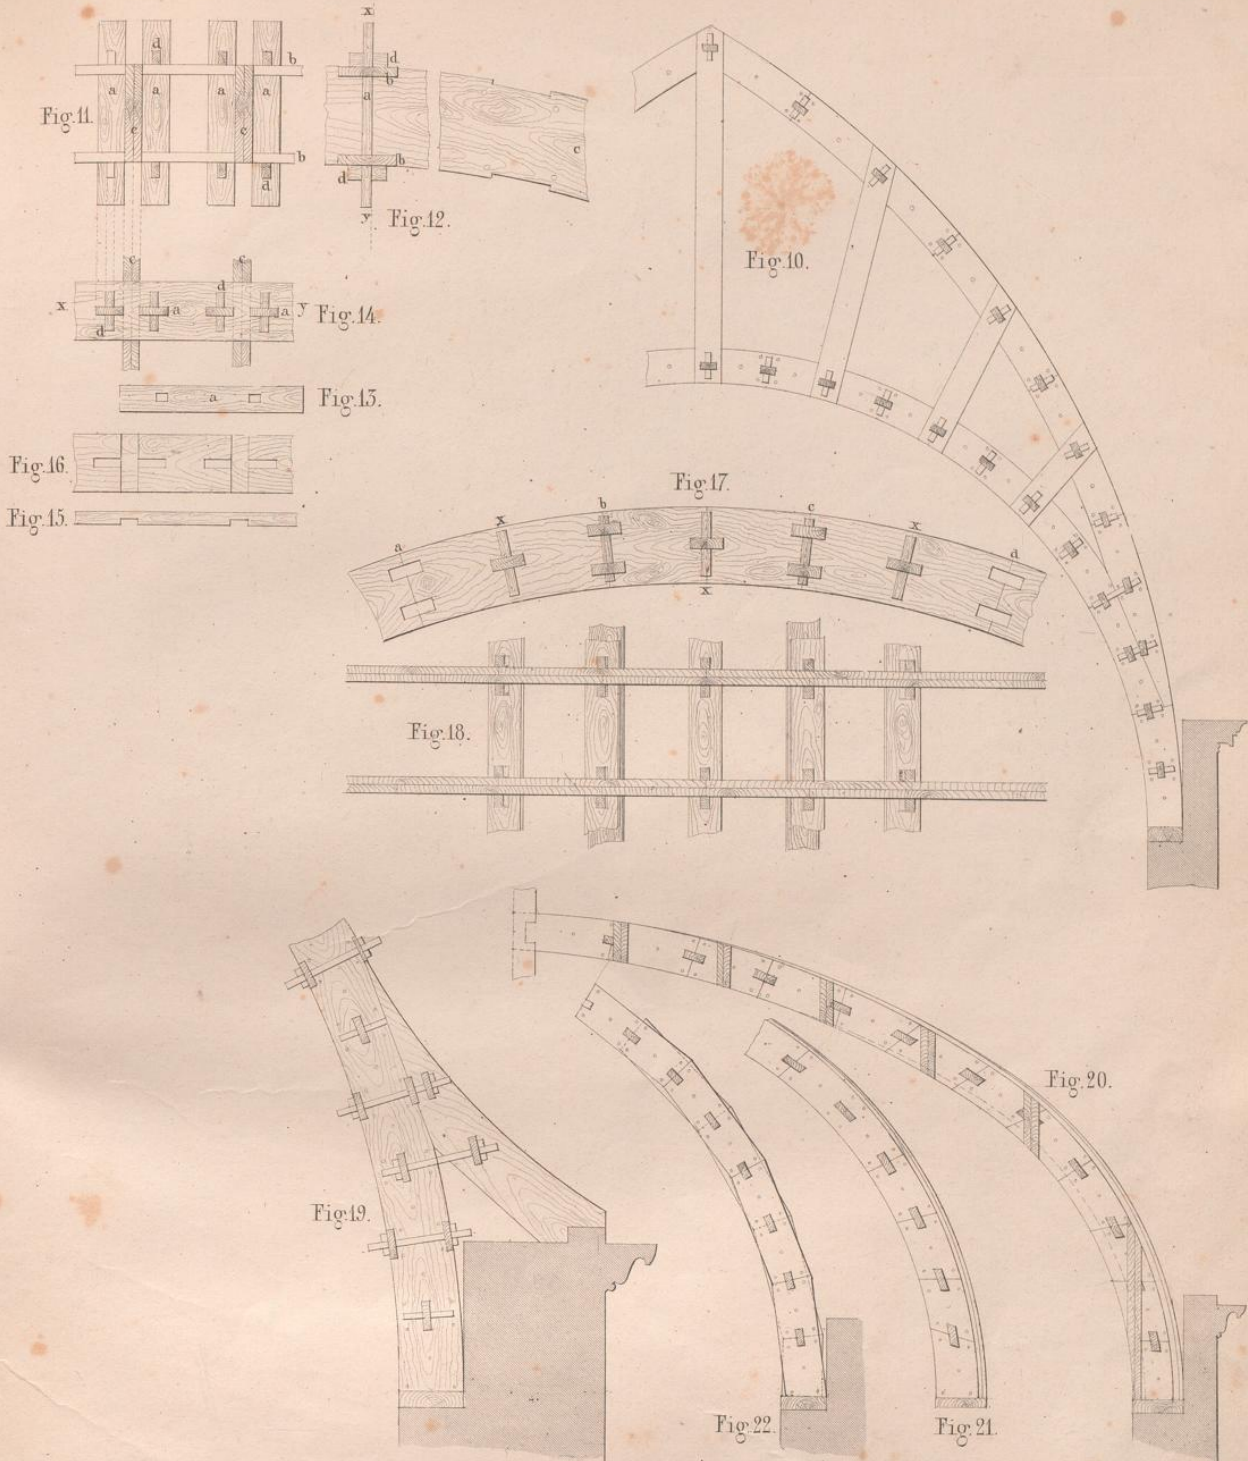 x
d
d
b
b
a
a
a
a
a
Fig.11.
e
e
c
b
b
d
d
y
Fig.12.
Fig.10.
c
c
d
x
a
a
y
Fig.14.
d
a
Fig.13.
Fig.16.
Fig.15.
Fig.17.
b
c
x
x
a
d
x
Fig.18.
Fig.20.
Fig.19.
Fig.22.
Fig.21.